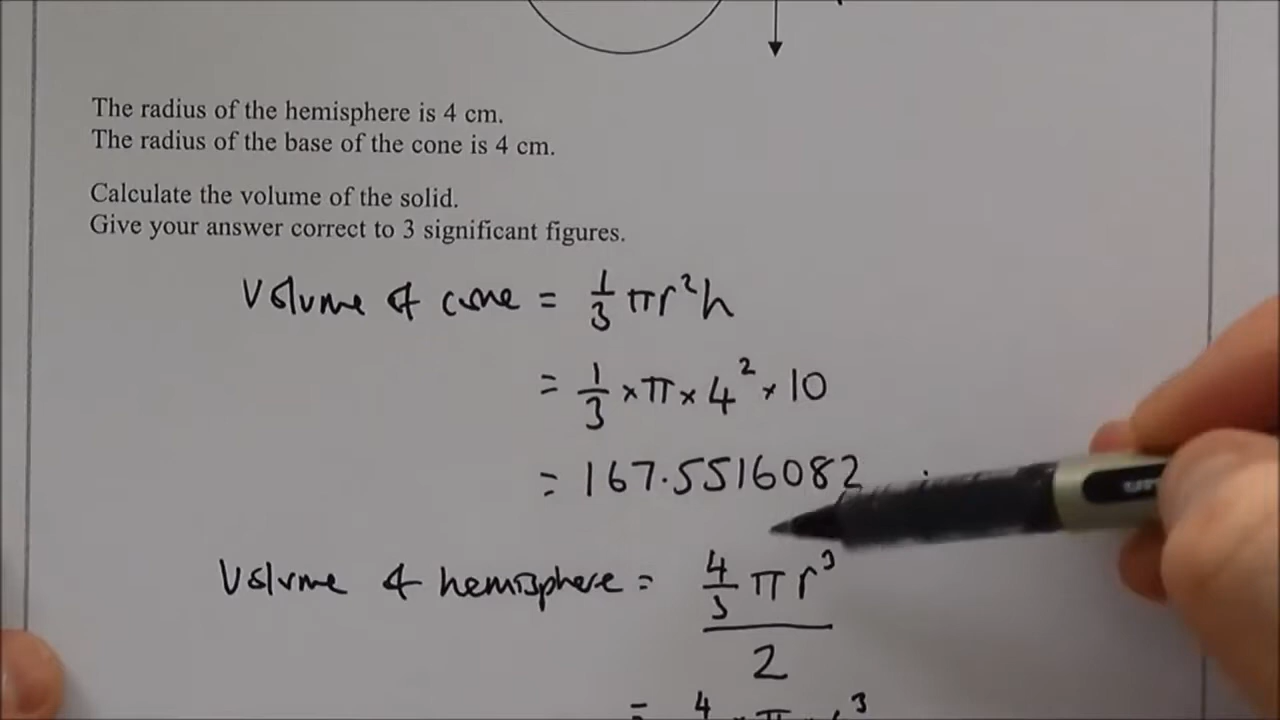 The radius of the hemisphere is 4 cm.
The radius of the base of the cone is 4 cm.
Calculate the volume of the solid.
Give your answer correct to 3 significant figures.
Volume of cone = 1/3 πr²h
= 1/3 × π × 4² × 10
= 167.5516082
Volume of hemisphere = 4/3 π r³
2